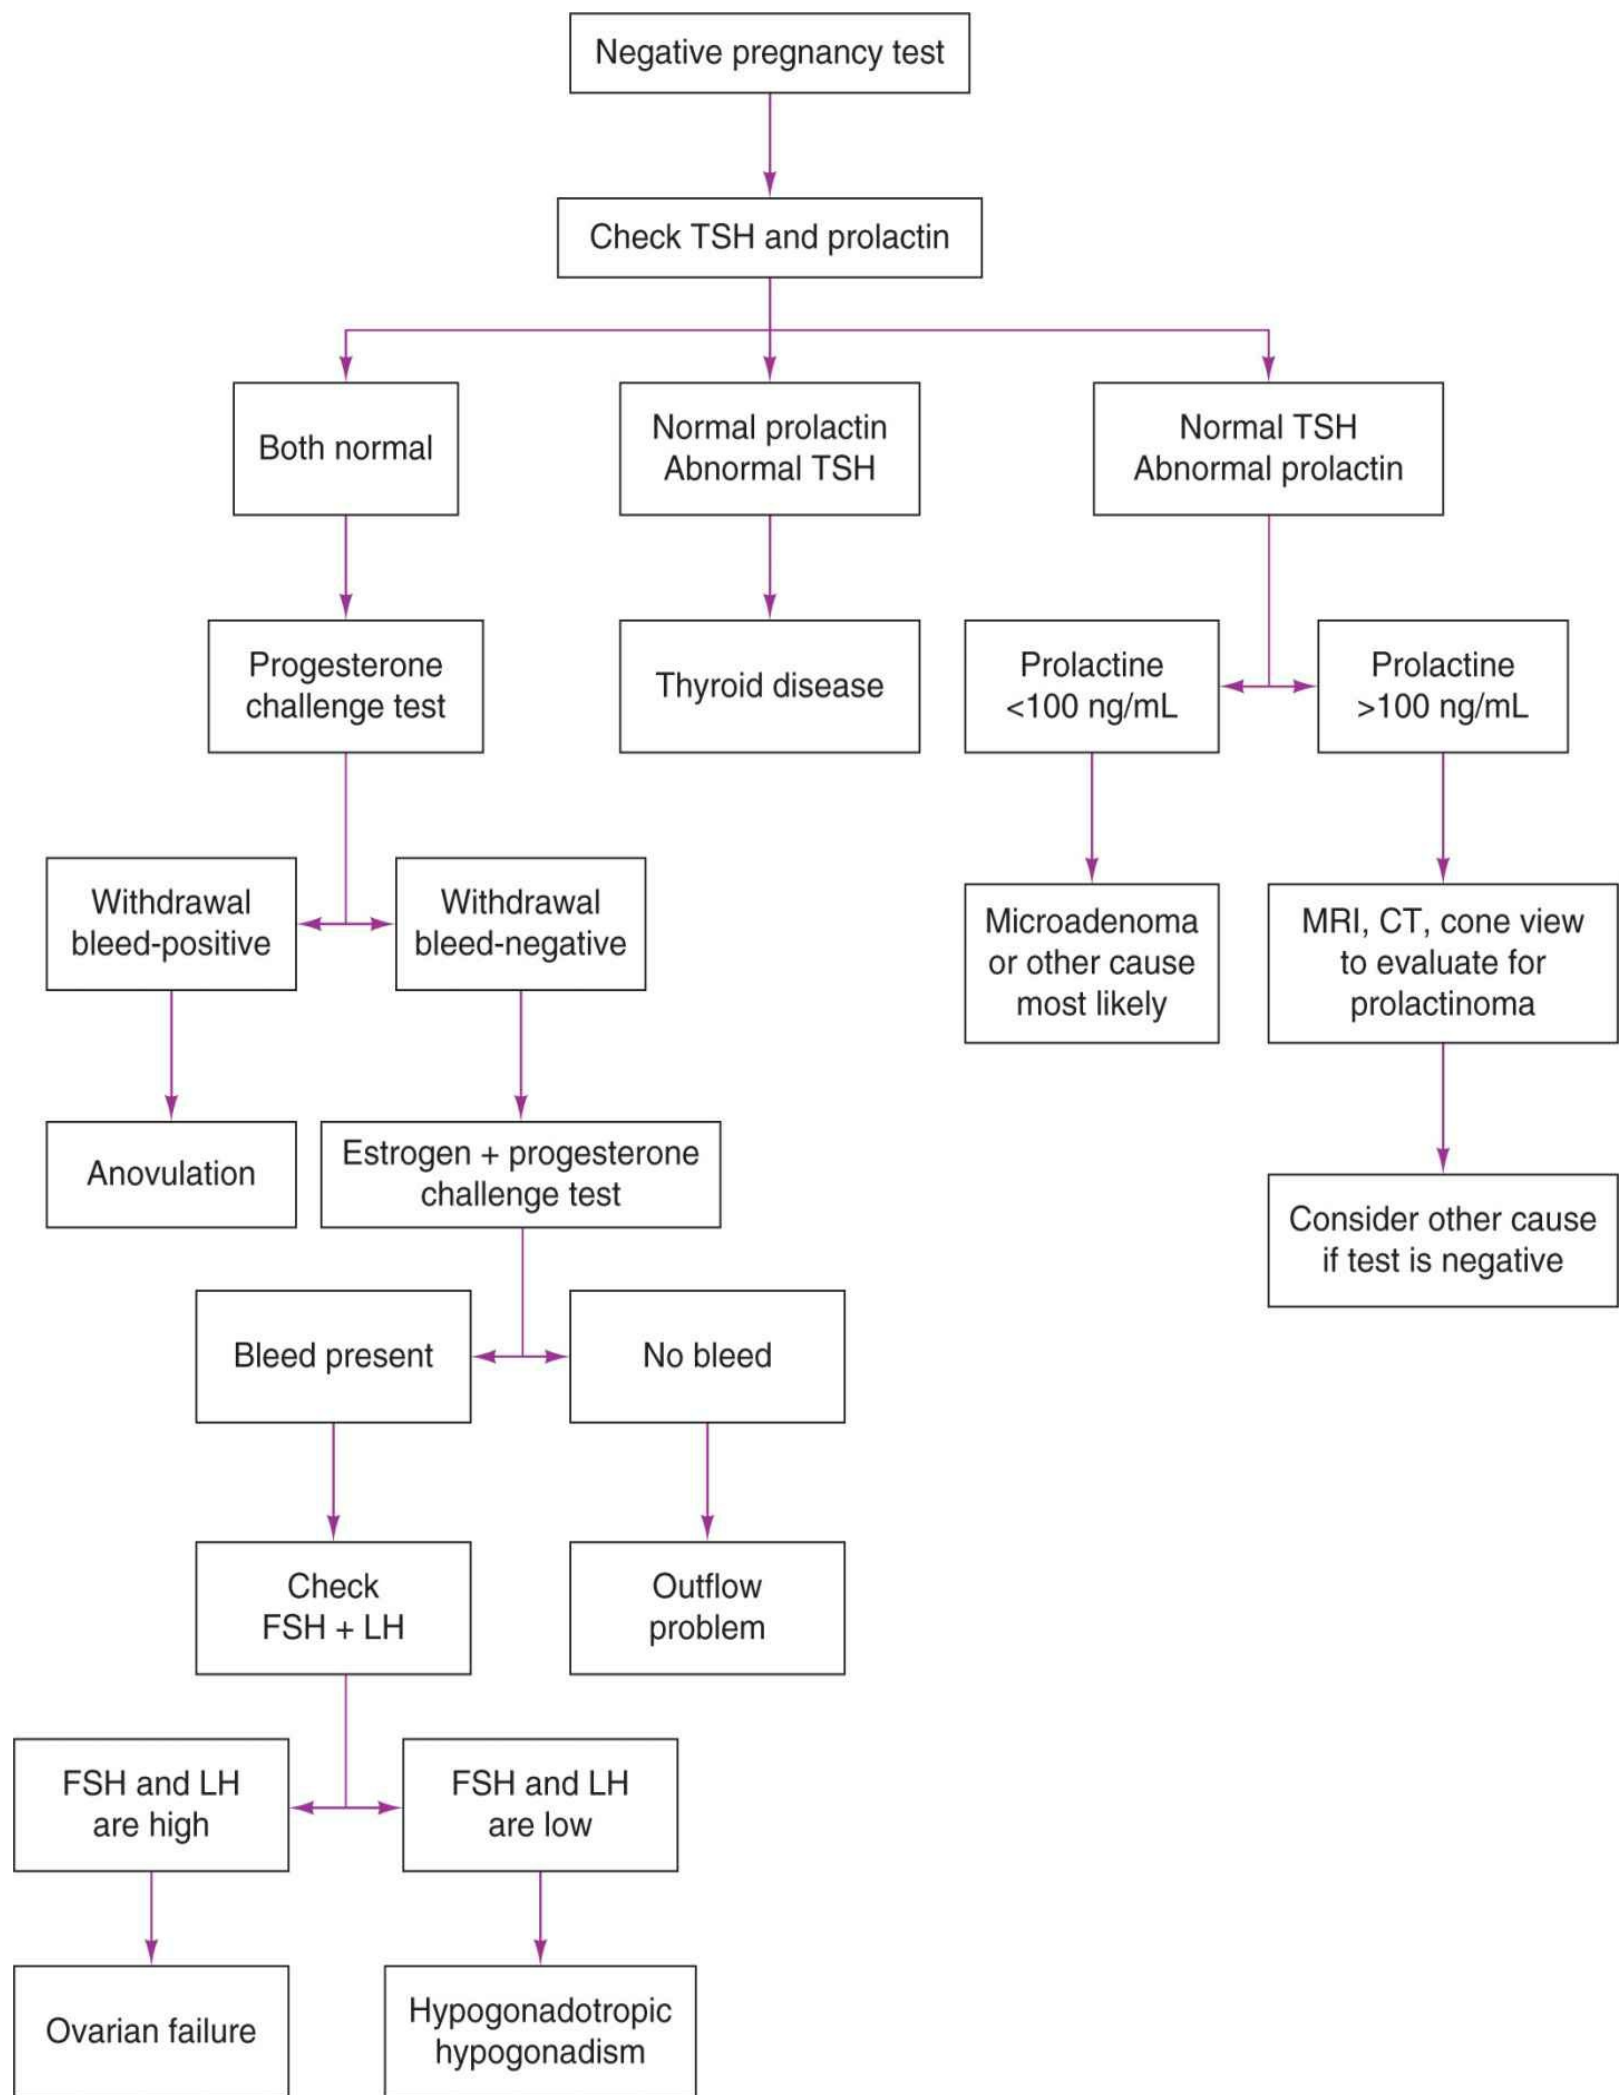 Negative pregnancy test
Check TSH and prolactin
Both normal
Normal prolactin
Abnormal TSH
Normal TSH
Abnormal prolactin
Progesterone
challenge test
Thyroid disease
Prolactine
<100 ng/mL
Prolactine
>100 ng/mL
Withdrawal
bleed-positive
Withdrawal
bleed-negative
Microadenoma
or other cause
most likely
MRI, CT, cone view
to evaluate for
prolactinoma
Anovulation
Estrogen + progesterone
challenge test
Consider other cause
if test is negative
Bleed present
No bleed
Check
FSH + LH
Outflow
problem
FSH and LH
are high
FSH and LH
are low
Ovarian failure
Hypogonadotropic
hypogonadism